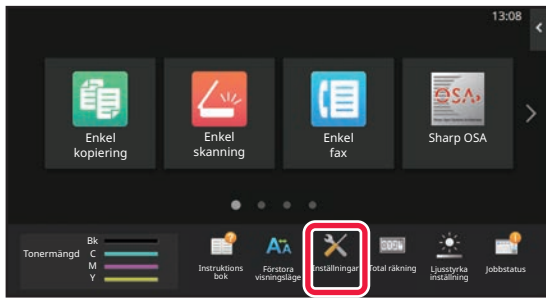 13:08
Enkel
kopiering
Enkel
skanning
Enkel
fax
OSA
Sharp OSA
Tonermängd
Bk
C
M
Y
Instruktions
bok
Förstora
visningsläge
Inställningar
Total räkning
Ljusstyrka
inställning
Jobbstatus